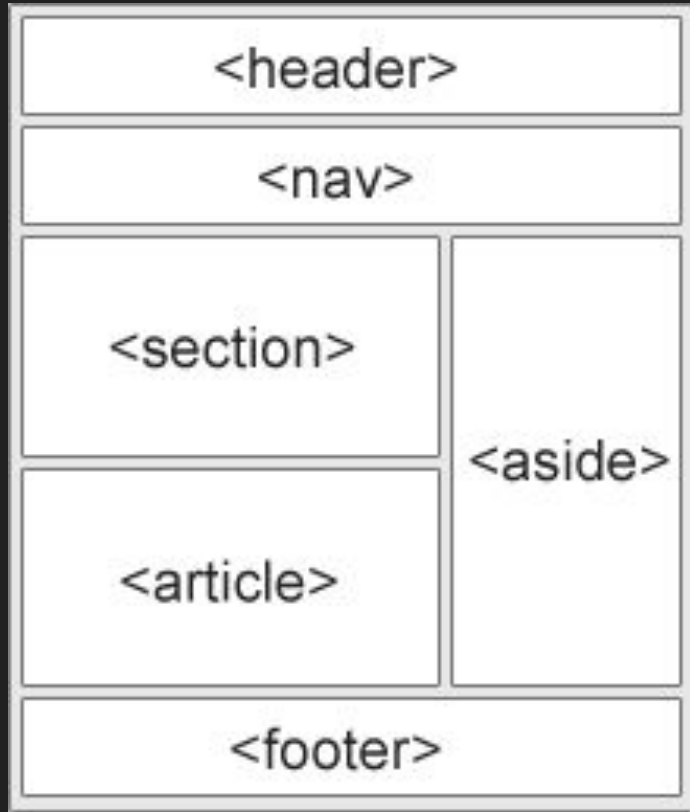 <header>
<nav>
<section>
<aside>
<article>
<footer>